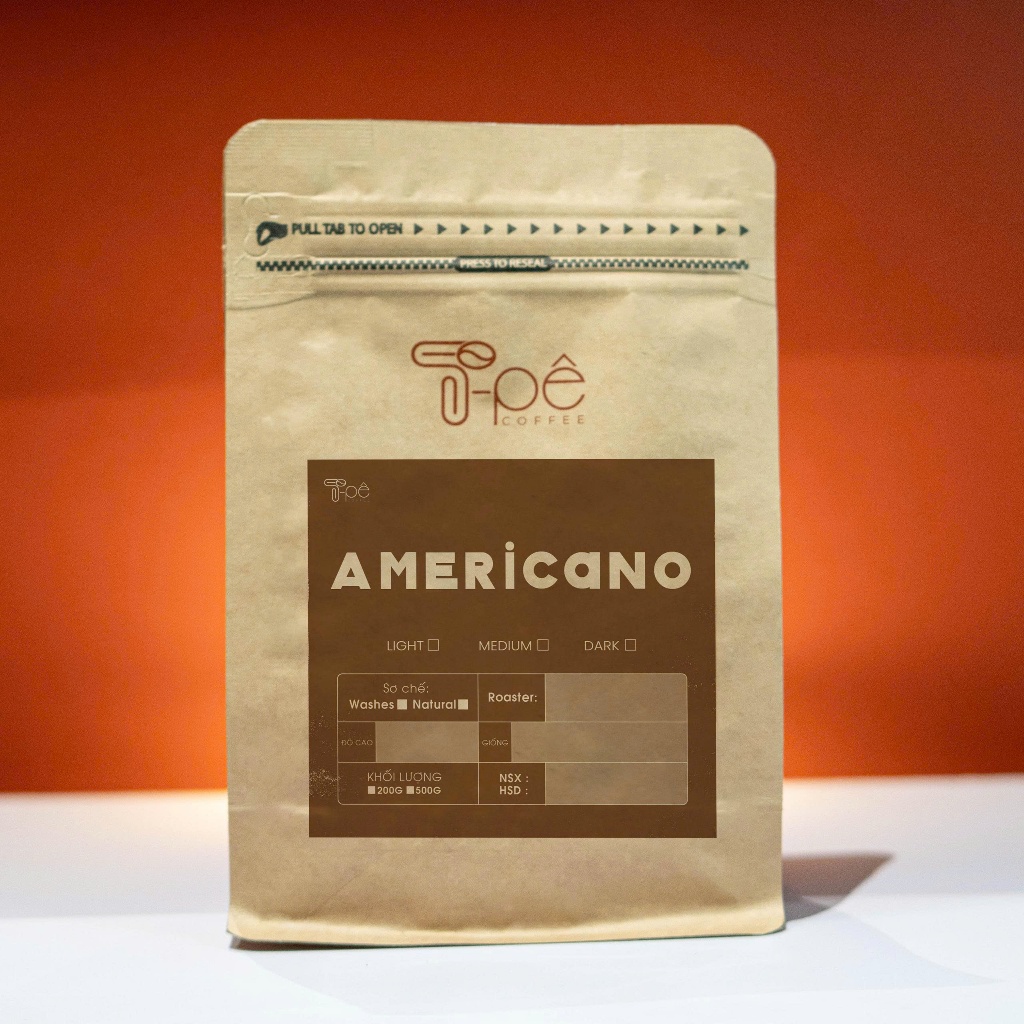 PULL TAB TO OPEN
PRESS TO RESEAL
T-pê
COFFEE
T-pê
AMERiCaNO
LIGHT □ MEDIUM □ DARK □
Sơ chế:
Washes ■ Natural ■
Roaster:
ĐỘ CAO
GIỐNG
KHỐI LƯỢNG
■ 200G ■ 500G
NSX :
HSD :